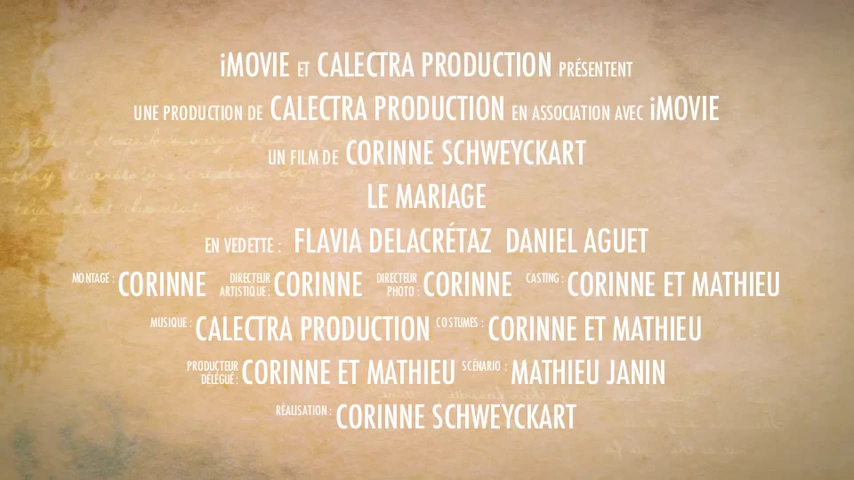 iMOVIE ET CALECTRA PRODUCTION PRÉSENTENT
UNE PRODUCTION DE CALECTRA PRODUCTION EN ASSOCIATION AVEC iMOVIE
UN FILM DE CORINNE SCHWEYCKART
LE MARIAGE
EN VEDETTE : FLAVIA DELACRÉTAZ DANIEL AGUET
MONTAGE : CORINNE DIRECTEUR ARTISTIQUE : CORINNE DIRECTEUR PHOTO : CORINNE CASTING : CORINNE ET MATHIEU
MUSIQUE : CALECTRA PRODUCTION COSTUMES : CORINNE ET MATHIEU
PRODUCTEUR DÉLÉGUÉ : CORINNE ET MATHIEU SCÉNARIO : MATHIEU JANIN
RÉALISATION : CORINNE SCHWEYCKART